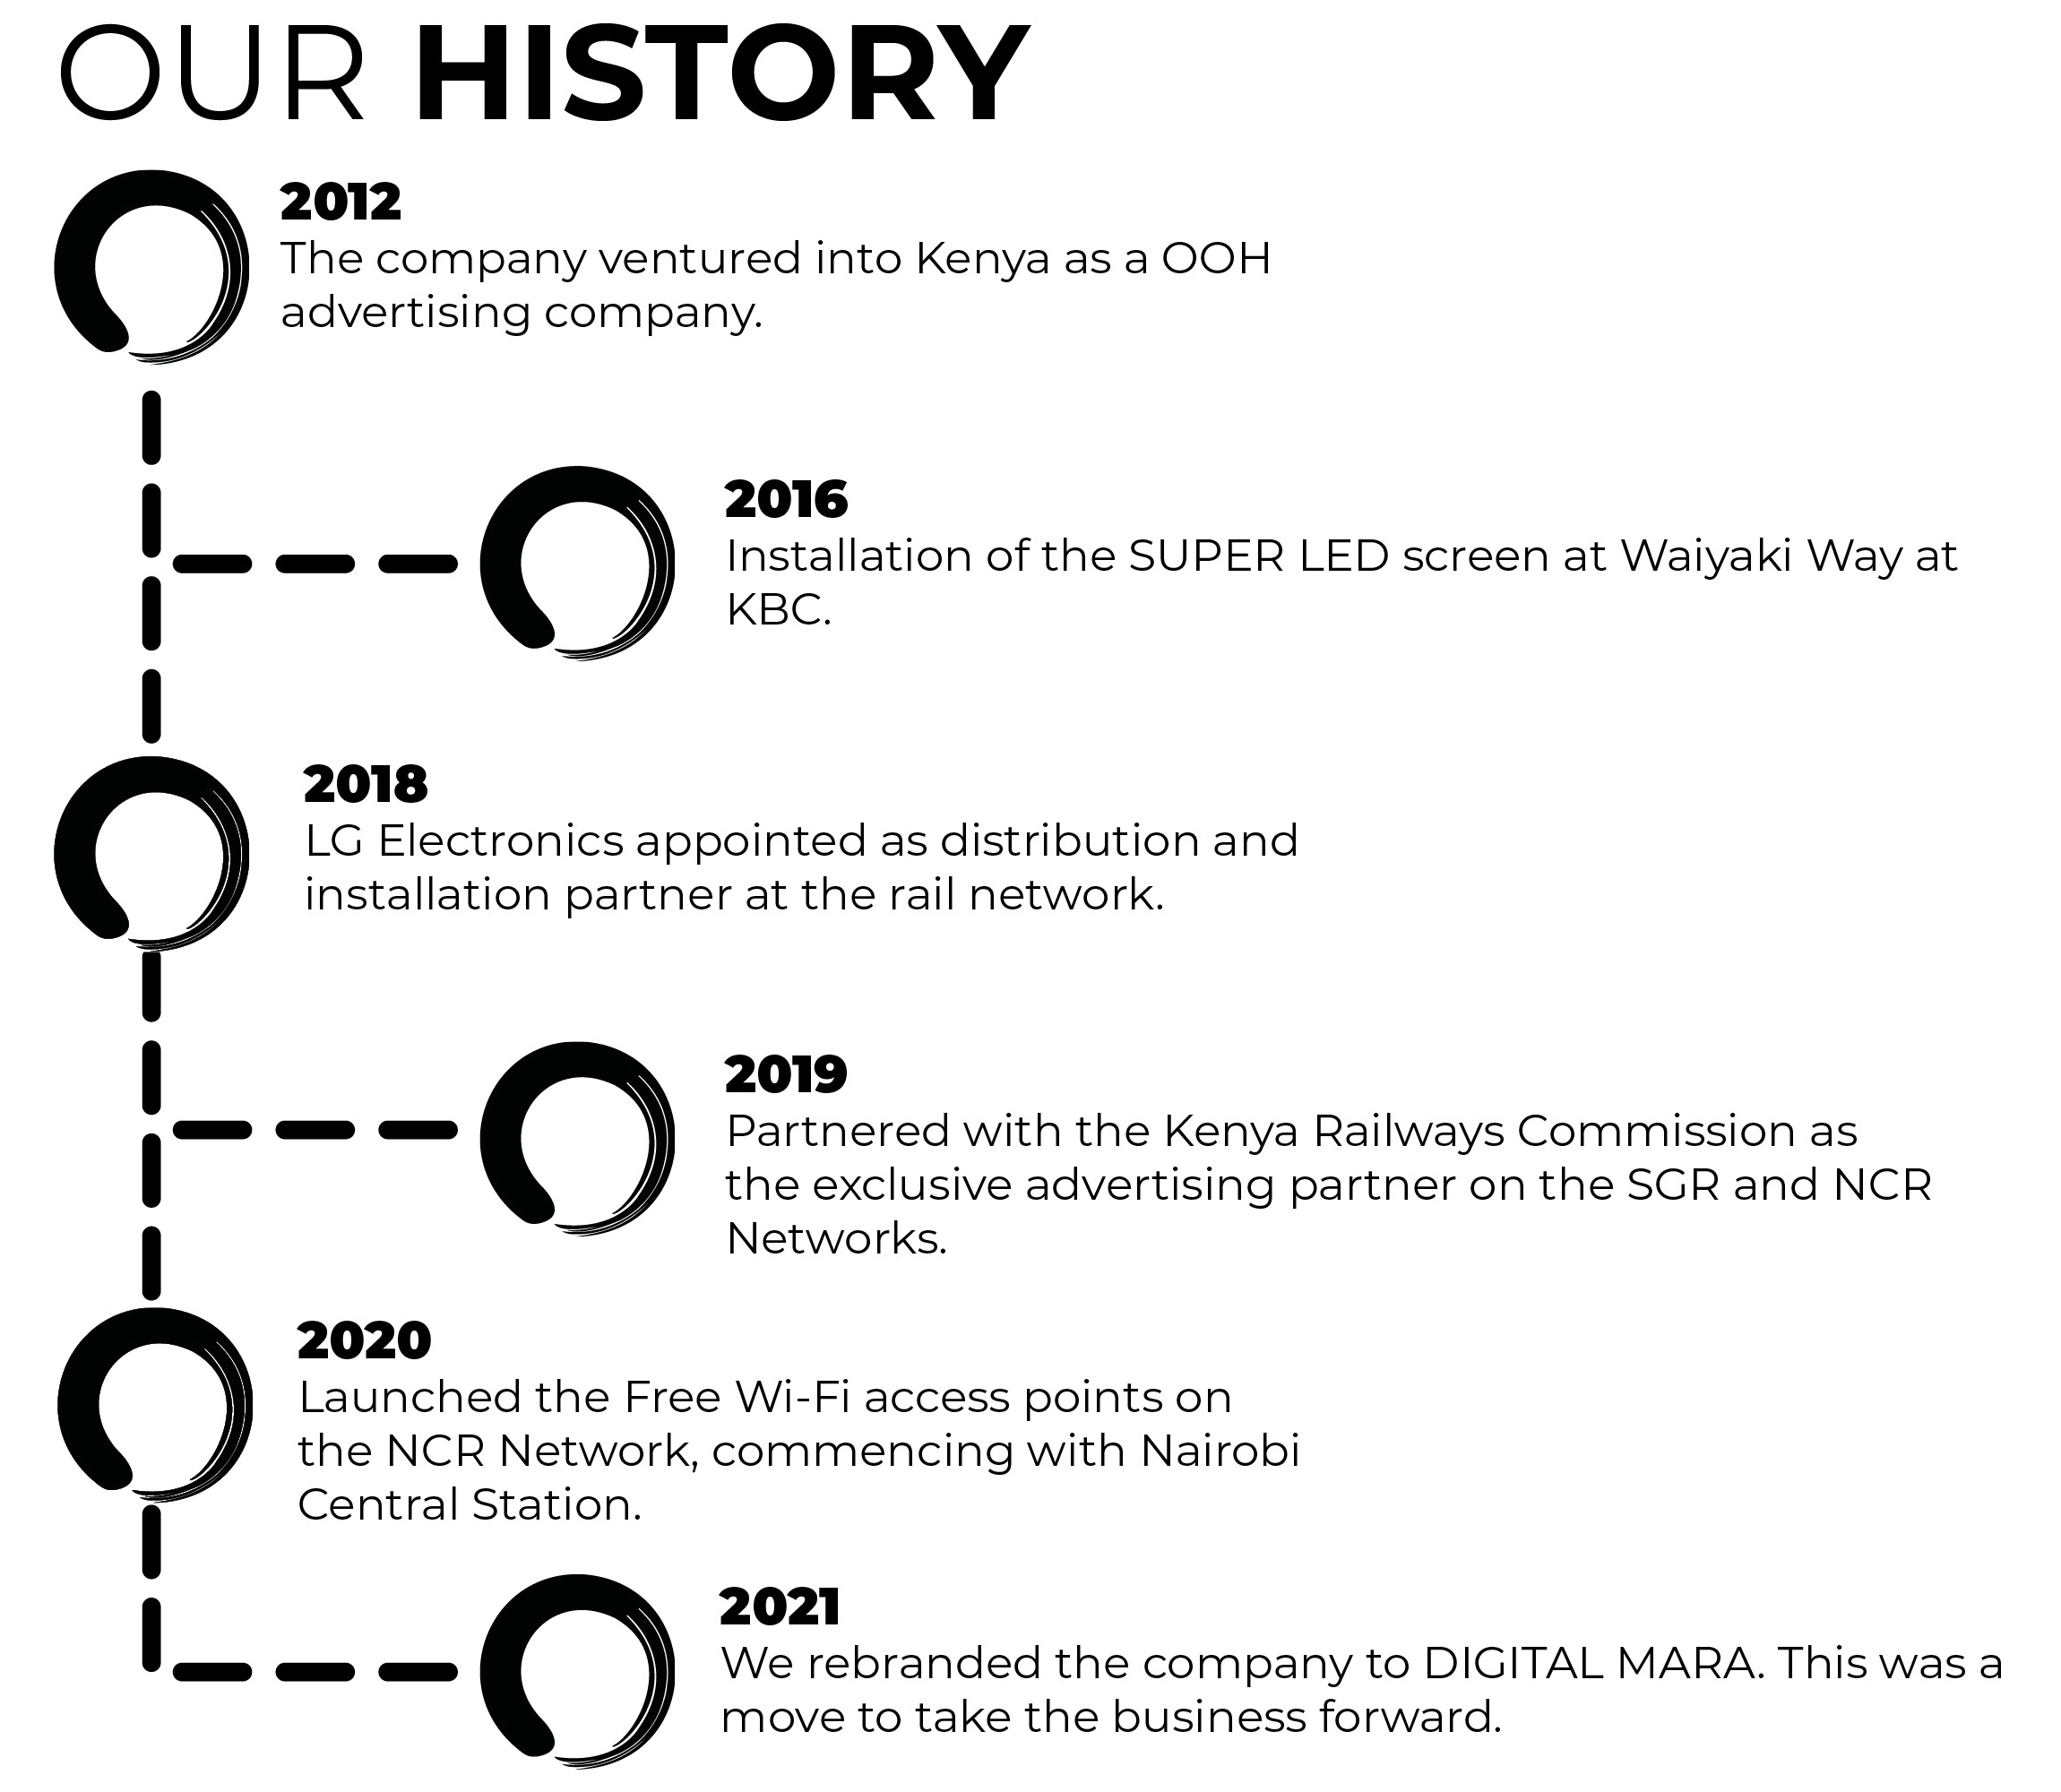 OUR HISTORY
2012
The company ventured into Kenya as a OOH
advertising company.
2016
Installation of the SUPER LED screen at Waiyaki Way at
KBC.
2018
LG Electronics appointed as distribution and
installation partner at the rail network.
2019
Partnered with the Kenya Railways Commission as
the exclusive advertising partner on the SGR and NCR
Networks.
2020
Launched the Free Wi-Fi access points on
the NCR Network, commencing with Nairobi
Central Station.
2021
We rebranded the company to DIGITAL MARA. This was a
move to take the business forward.